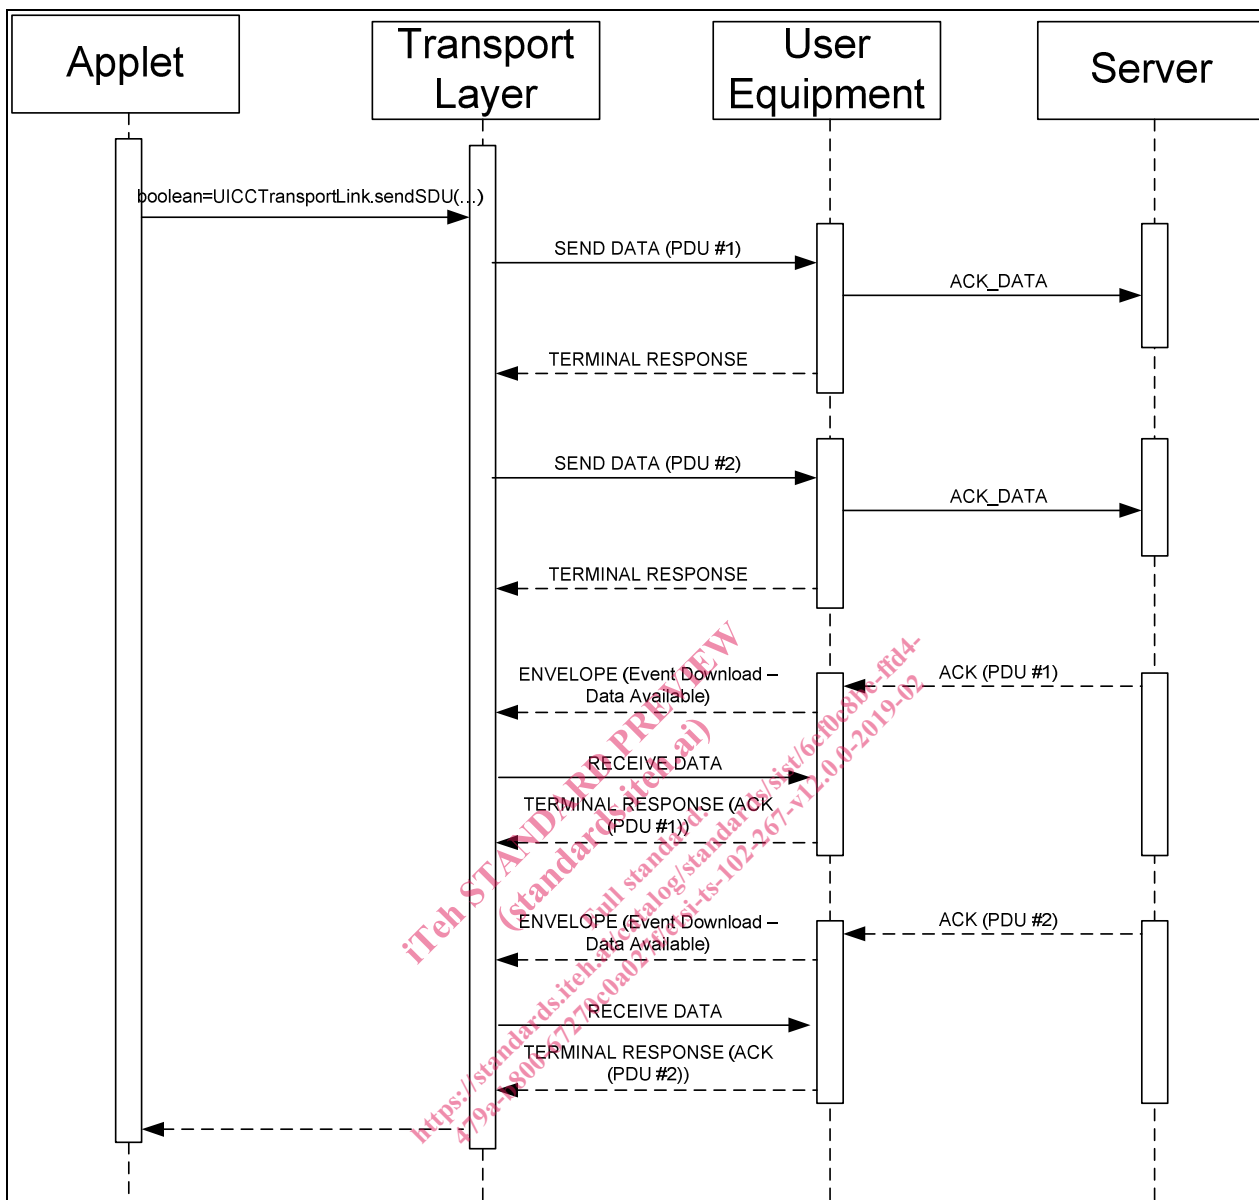 Applet
Transport
Layer
User
Equipment
Server
boolean=UICCTransportLink.sendSDU(...)
SEND DATA (PDU #1)
ACK_DATA
TERMINAL RESPONSE
SEND DATA (PDU #2)
ACK_DATA
TERMINAL RESPONSE
ENVELOPE (Event Download –
Data Available)
ACK (PDU #1)
RECEIVE DATA
TERMINAL RESPONSE (ACK
(PDU #1))
ENVELOPE (Event Download –
Data Available)
ACK (PDU #2)
RECEIVE DATA
TERMINAL RESPONSE (ACK
(PDU #2))
iTeh STANDARD PREVIEW
(standards.iteh.ai)
Full standard: